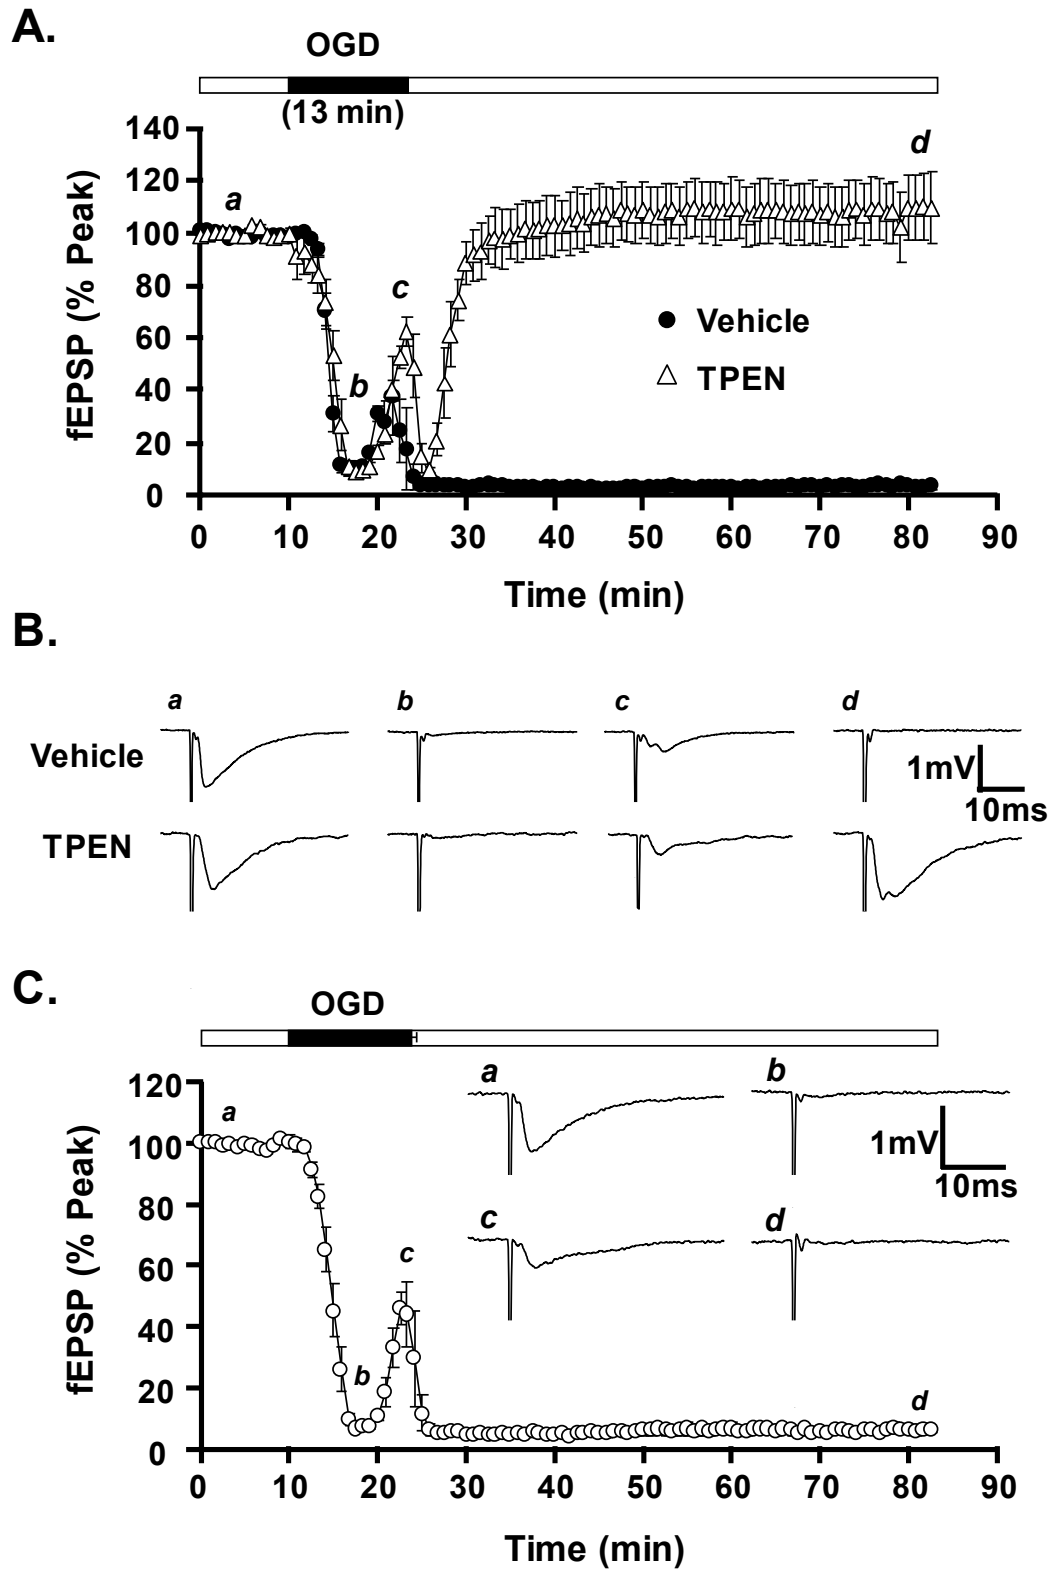 A.
OGD
(13 min)
fEPSP (% Peak)
140
120
100
80
60
40
20
0
a
b
c
d
Vehicle
TPEN
0 10 20 30 40 50 60 70 80 90
Time (min)
B.
a b c d
Vehicle
1mV
10ms
TPEN
C.
OGD
fEPSP (% Peak)
120
100
80
60
40
20
0
a
b
c
d
a b
1mV
10ms
c d
0 10 20 30 40 50 60 70 80 90
Time (min)